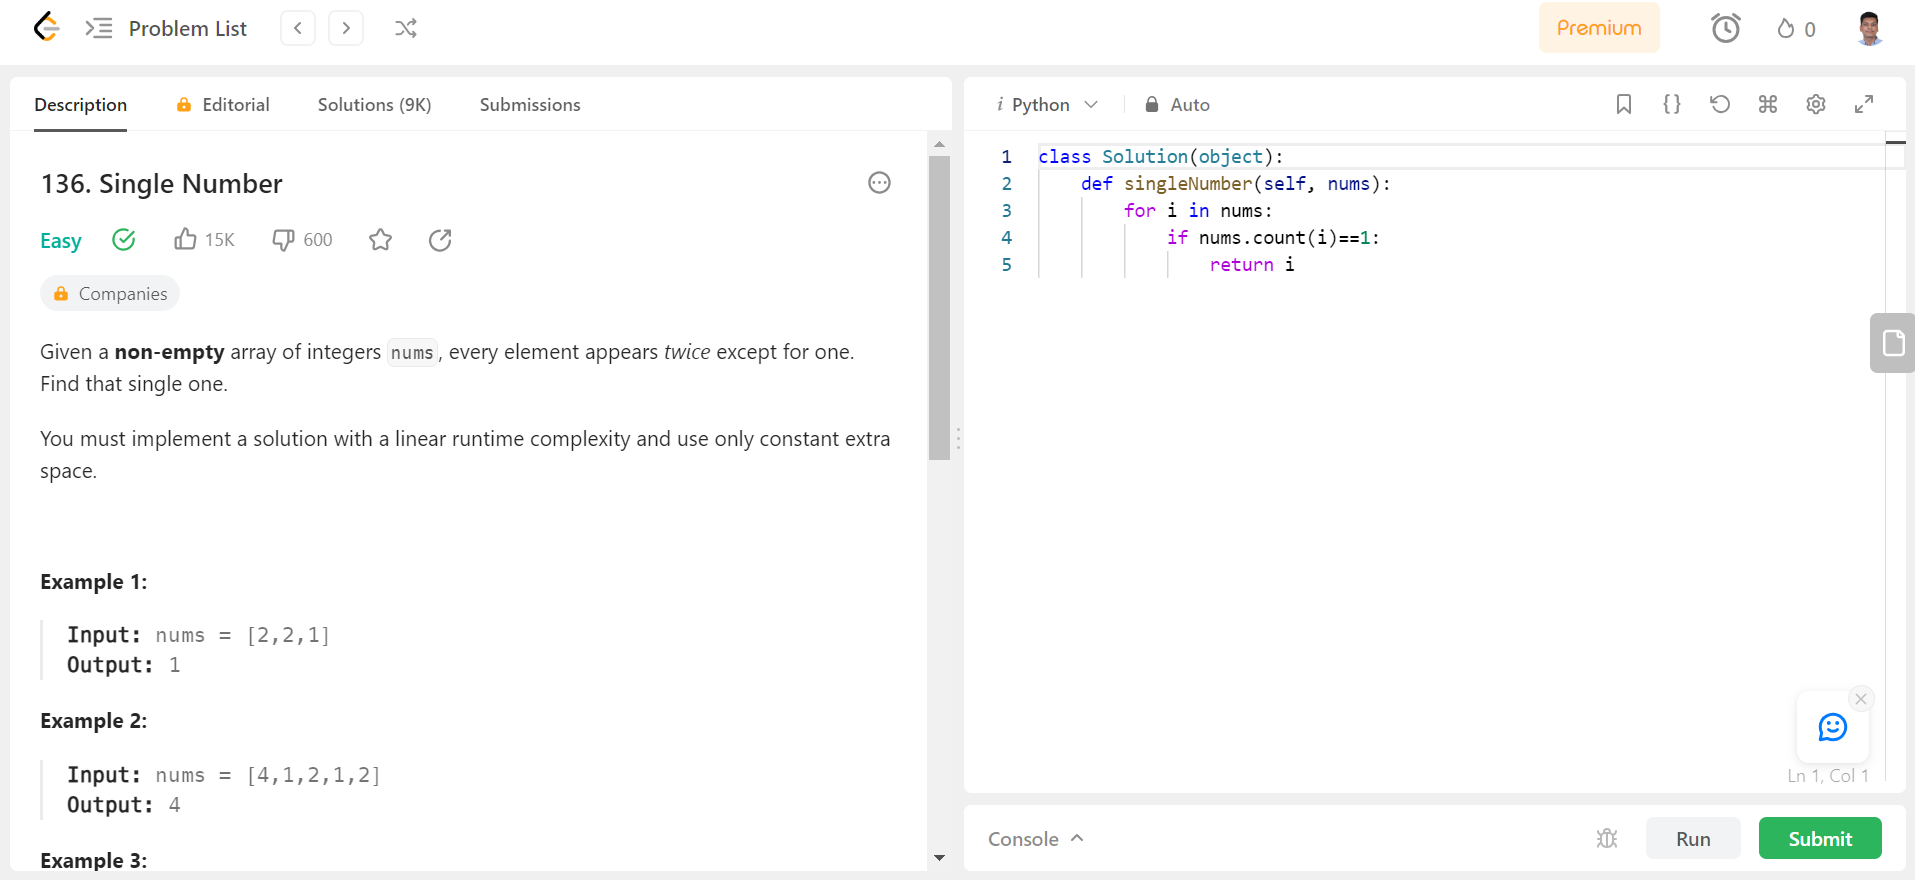 Problem List
Premium
0
Description
Editorial
Solutions (9K)
Submissions
136. Single Number
Easy
15K
600
Companies
Given a non-empty array of integers nums, every element appears twice except for one.
Find that single one.
You must implement a solution with a linear runtime complexity and use only constant extra
space.
Example 1:
Input: nums = [2,2,1]
Output: 1
Example 2:
Input: nums = [4,1,2,1,2]
Output: 4
Example 3:
i Python
Auto
1 class Solution(object):
2     def singleNumber(self, nums):
3         for i in nums:
4             if nums.count(i)==1:
5                 return i
Ln 1, Col 1
Console
Run
Submit